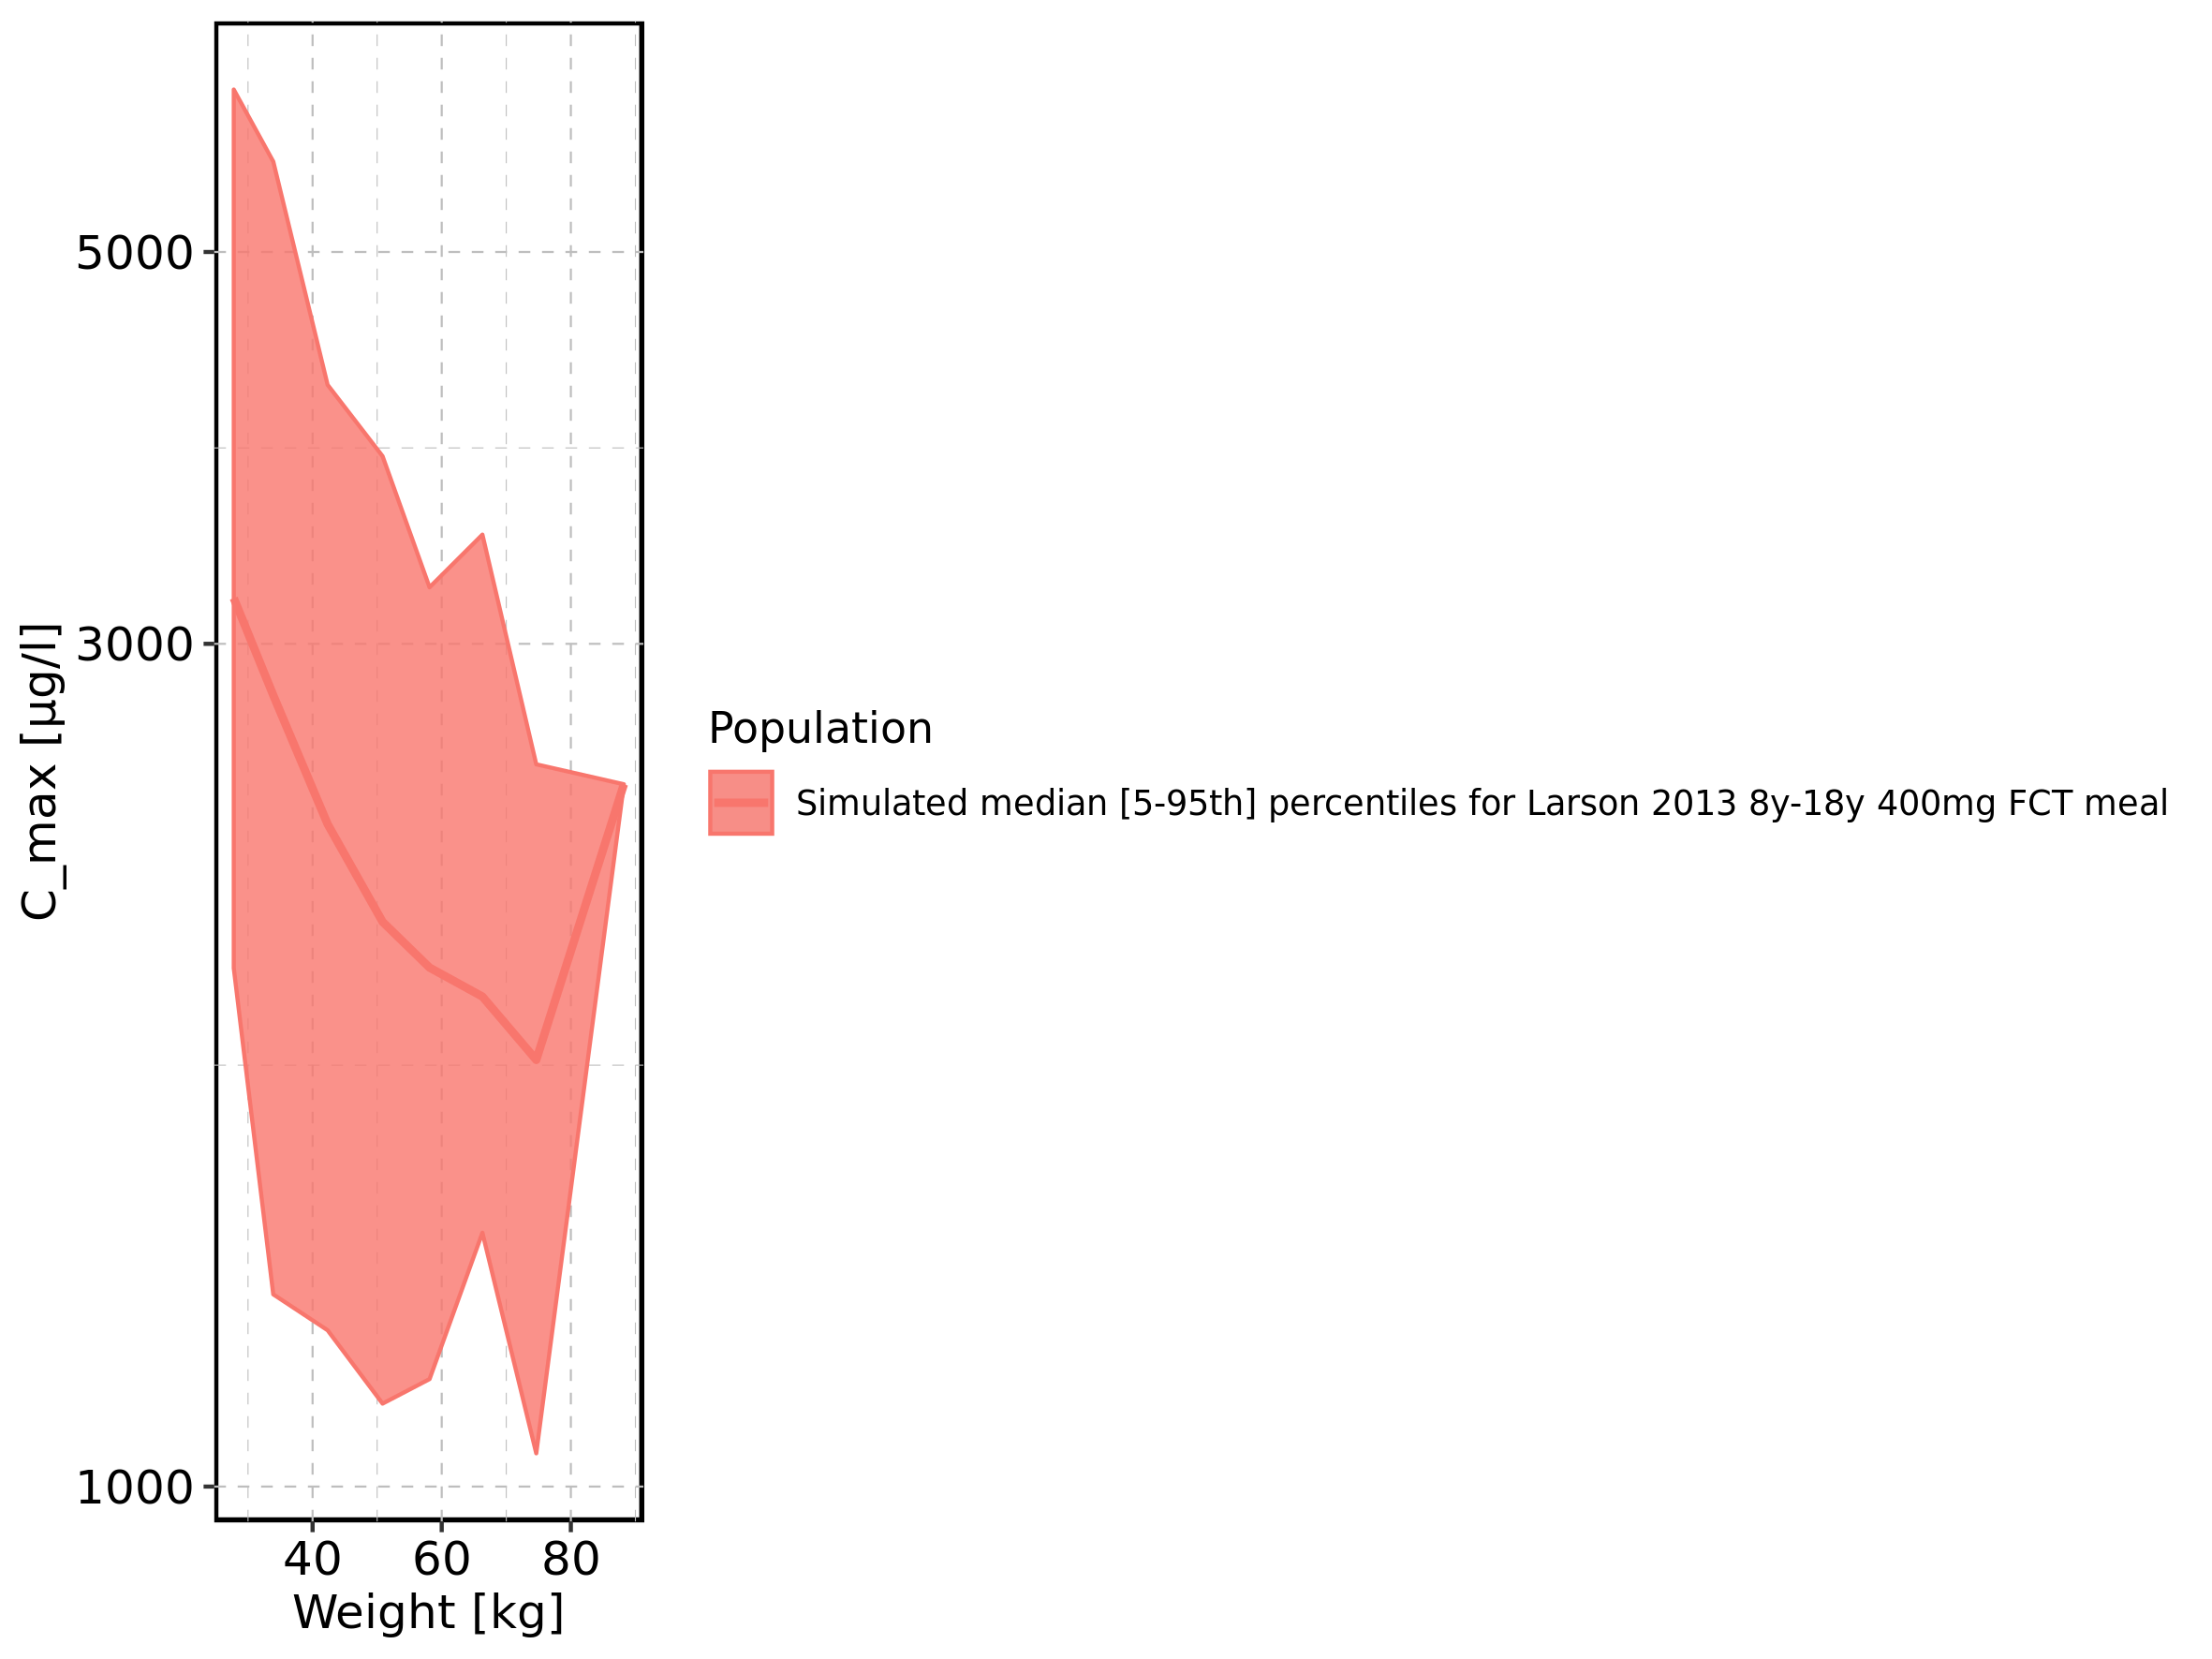 5000
3000
1000
C_max [µg/l]
40 60 80
Weight [kg]
Population
Simulated median [5-95th] percentiles for Larson 2013 8y-18y 400mg FCT meal